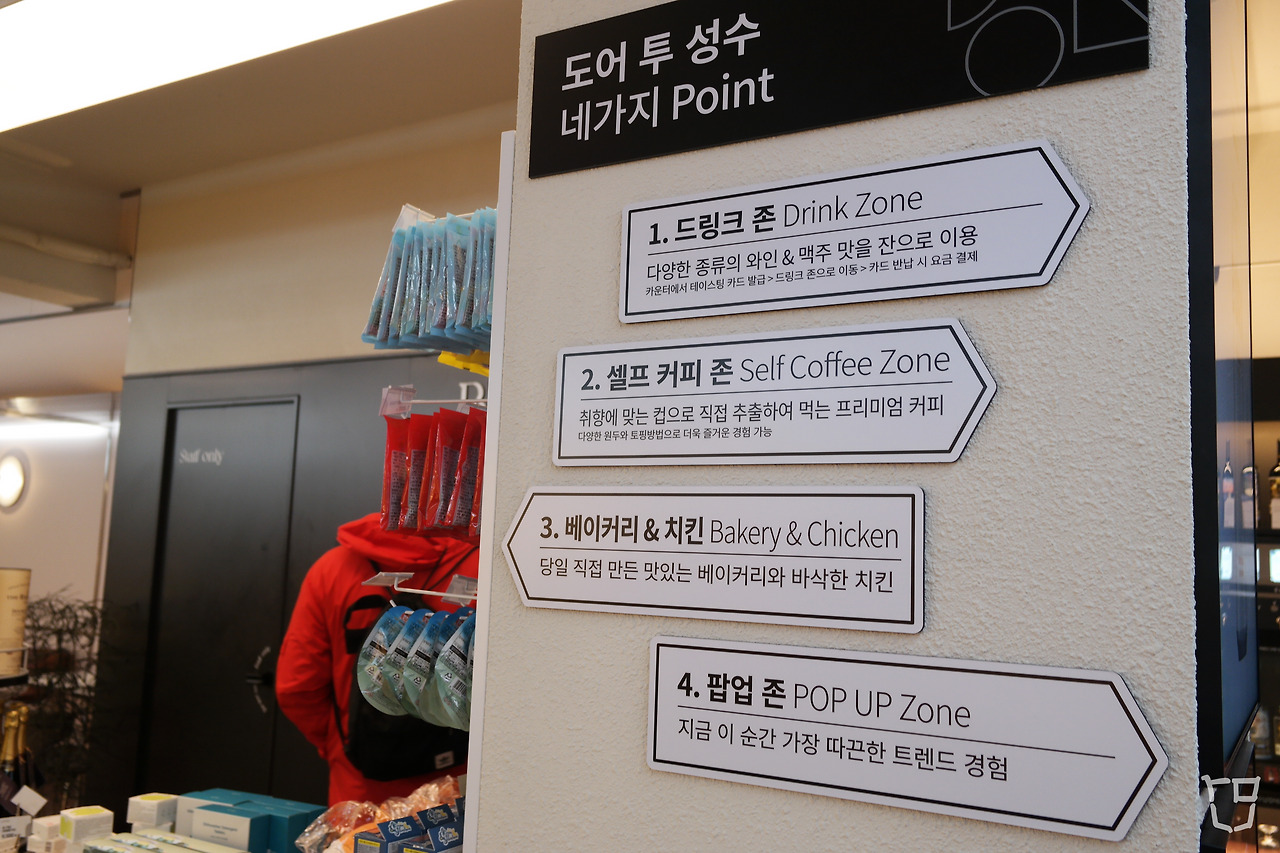 도어 투 성수
네가지 Point
1. 드링크 존 Drink Zone
다양한 종류의 와인 & 맥주 맛을 잔으로 이용
카운터에서 테이스팅 카드 발급 > 드링크 존으로 이동 > 카드 반납 시 요금 결제
2. 셀프 커피 존 Self Coffee Zone
취향에 맞는 컵으로 직접 추출하여 먹는 프리미엄 커피
다양한 원두와 토핑방법으로 더욱 즐거운 경험 가능
3. 베이커리 & 치킨 Bakery & Chicken
당일 직접 만든 맛있는 베이커리와 바삭한 치킨
4. 팝업 존 POP UP Zone
지금 이 순간 가장 따끈한 트렌드 경험
Staff only